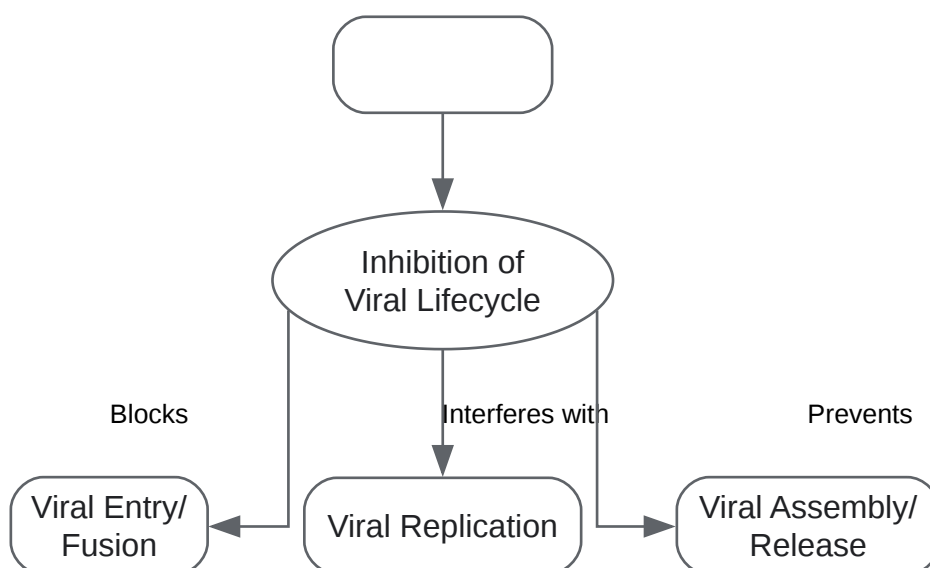 Inhibition of
Viral Lifecycle
Blocks
Interferes with
Prevents
Viral Entry/
Fusion
Viral Replication
Viral Assembly/
Release